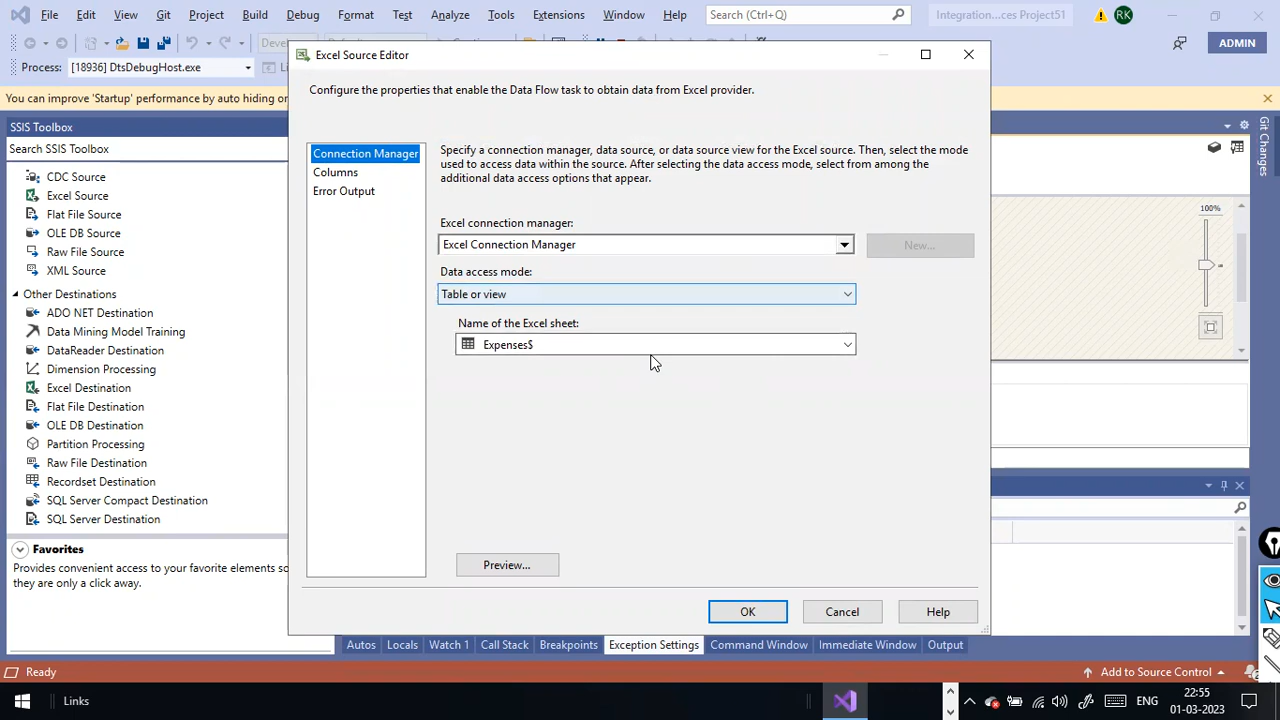 File Edit View Git Project Build Debug Format Test Analyze Tools Extensions Window Help Search (Ctrl+Q) Integration...ces Project51 RK
Process: [18936] DtsDebugHost.exe ADMIN
You can improve 'Startup' performance by auto hiding or
SSIS Toolbox
Search SSIS Toolbox
CDC Source
Excel Source
Flat File Source
OLE DB Source
Raw File Source
XML Source
Other Destinations
ADO NET Destination
Data Mining Model Training
DataReader Destination
Dimension Processing
Excel Destination
Flat File Destination
OLE DB Destination
Partition Processing
Raw File Destination
Recordset Destination
SQL Server Compact Destination
SQL Server Destination
Favorites
Provides convenient access to your favorite elements so
they are only a click away.
Excel Source Editor
Configure the properties that enable the Data Flow task to obtain data from Excel provider.
Connection Manager
Columns
Error Output
Specify a connection manager, data source, or data source view for the Excel source. Then, select the mode
used to access data within the source. After selecting the data access mode, select from among the
additional data access options that appear.
Excel connection manager:
Excel Connection Manager New...
Data access mode:
Table or view
Name of the Excel sheet:
Expenses$
Preview...
OK Cancel Help
100%
Git Changes
Autos Locals Watch 1 Call Stack Breakpoints Exception Settings Command Window Immediate Window Output
Ready Add to Source Control
Links ENG 22:55
01-03-2023